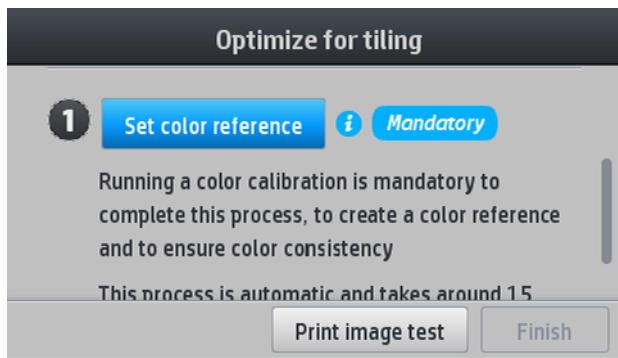 Optimize for tiling
1 Set color reference i Mandatory
Running a color calibration is mandatory to
complete this process, to create a color reference
and to ensure color consistency
This process is automatic and takes around 15
Print image test Finish